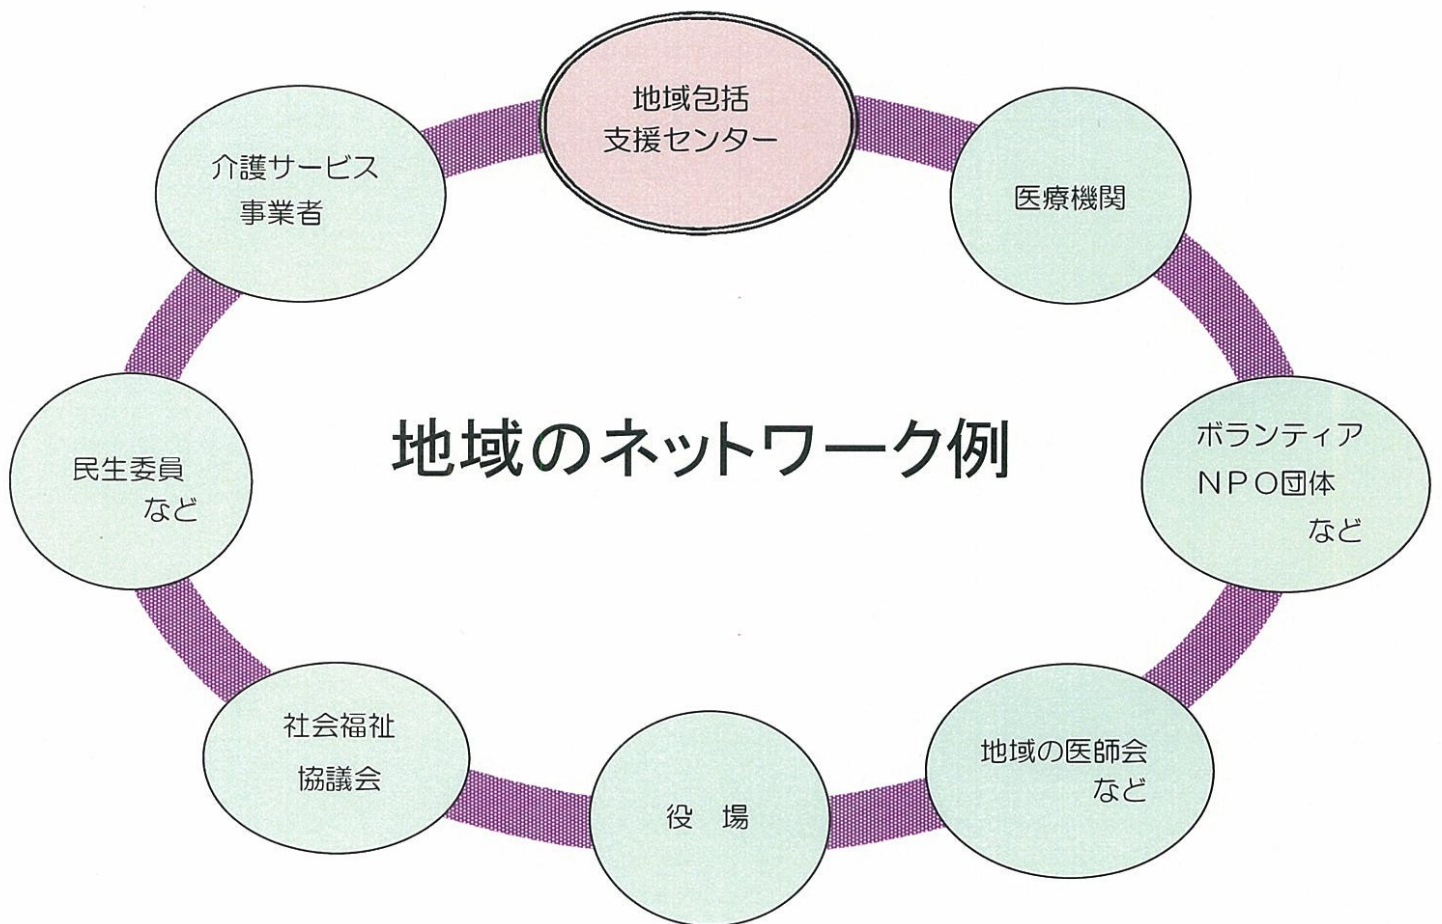 地域包括
支援センター
介護サービス
事業者
医療機関
地域のネットワーク例
民生委員
など
ボランティア
ＮＰＯ団体
など
社会福祉
協議会
役　場
地域の医師会
など